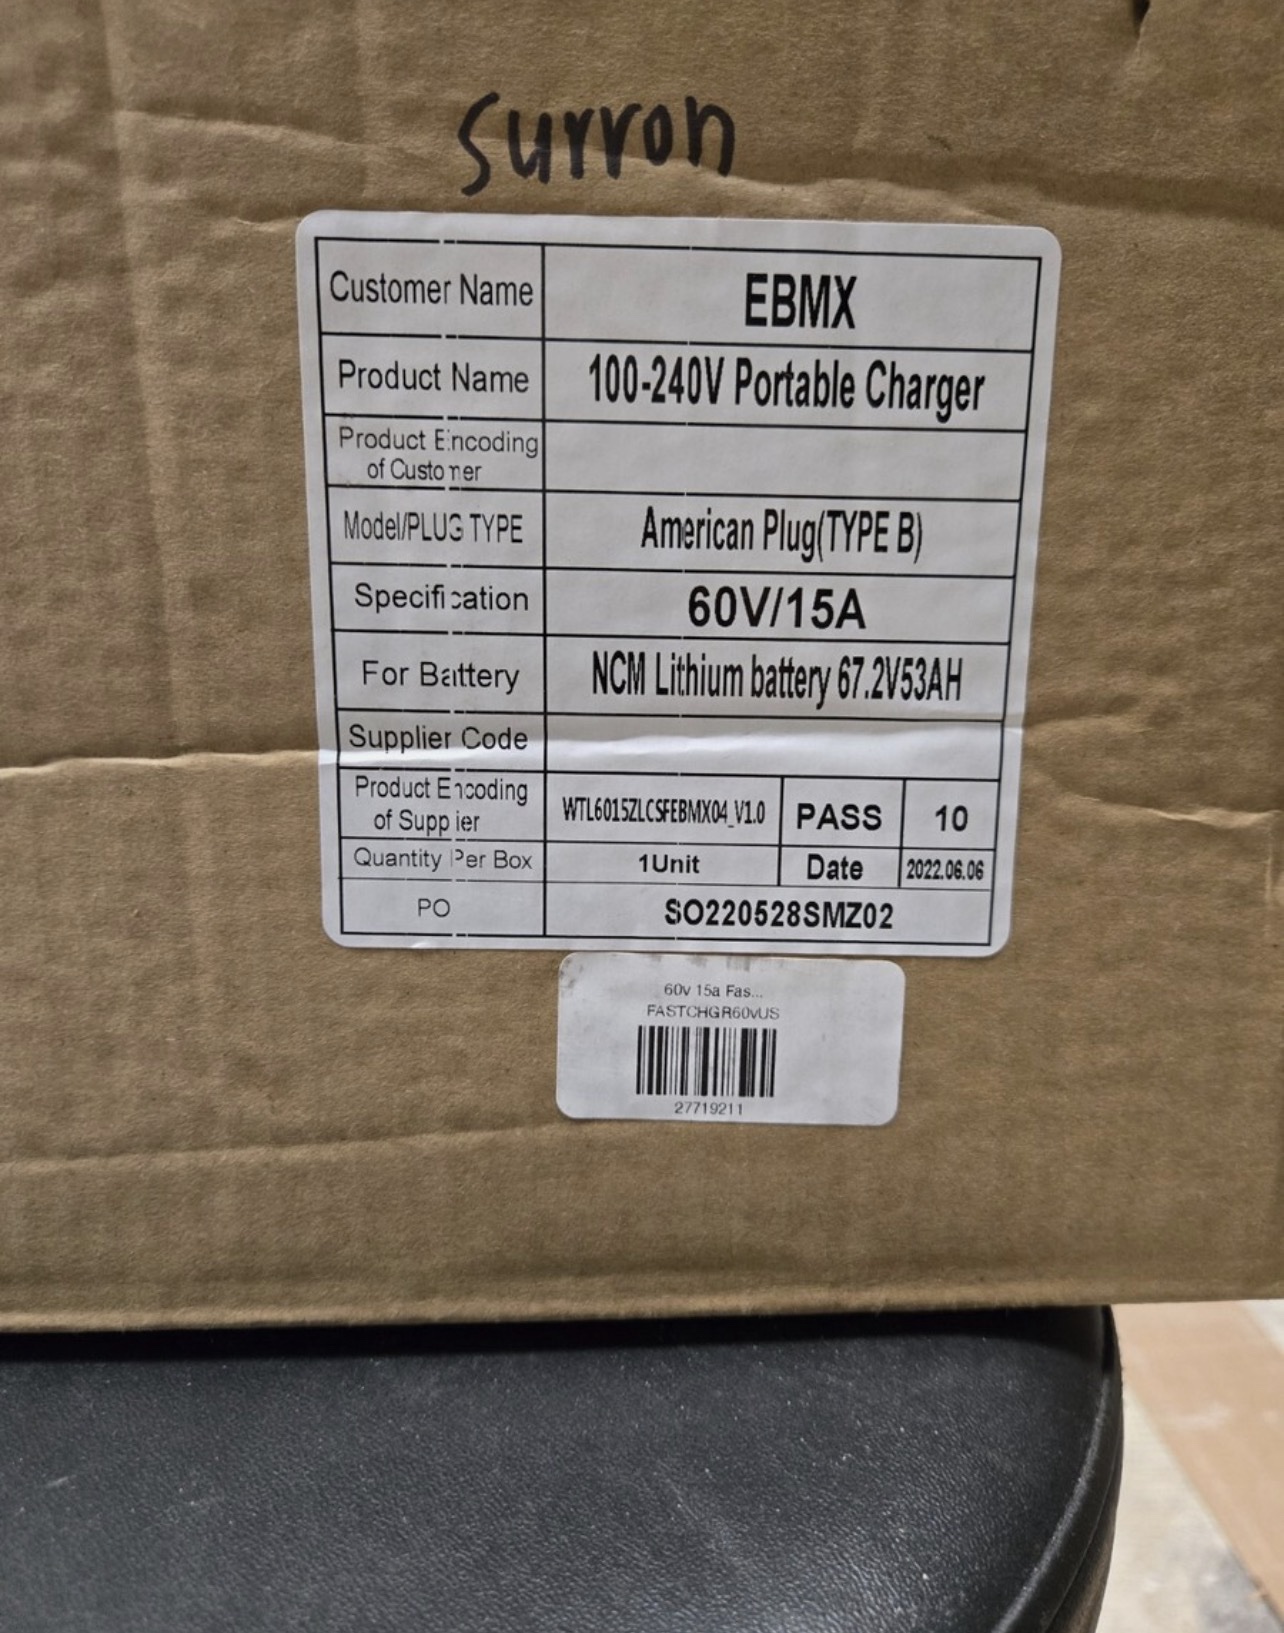 Surron
Customer Name EBMX
Product Name 100-240V Portable Charger
Product Encoding
of Customer
Model/PLUG TYPE American Plug(TYPE B)
Specification 60V/15A
For Battery NCM Lithium battery 67.2V53AH
Supplier Code
Product Encoding
of Supplier WTL6015ZLCSFEBMX04_V1.0 PASS 10
Quantity Per Box 1Unit Date 2022.06.06
PO SO220528SMZ02
60v 15a Fas...
FASTCHGR60vUS
27719211